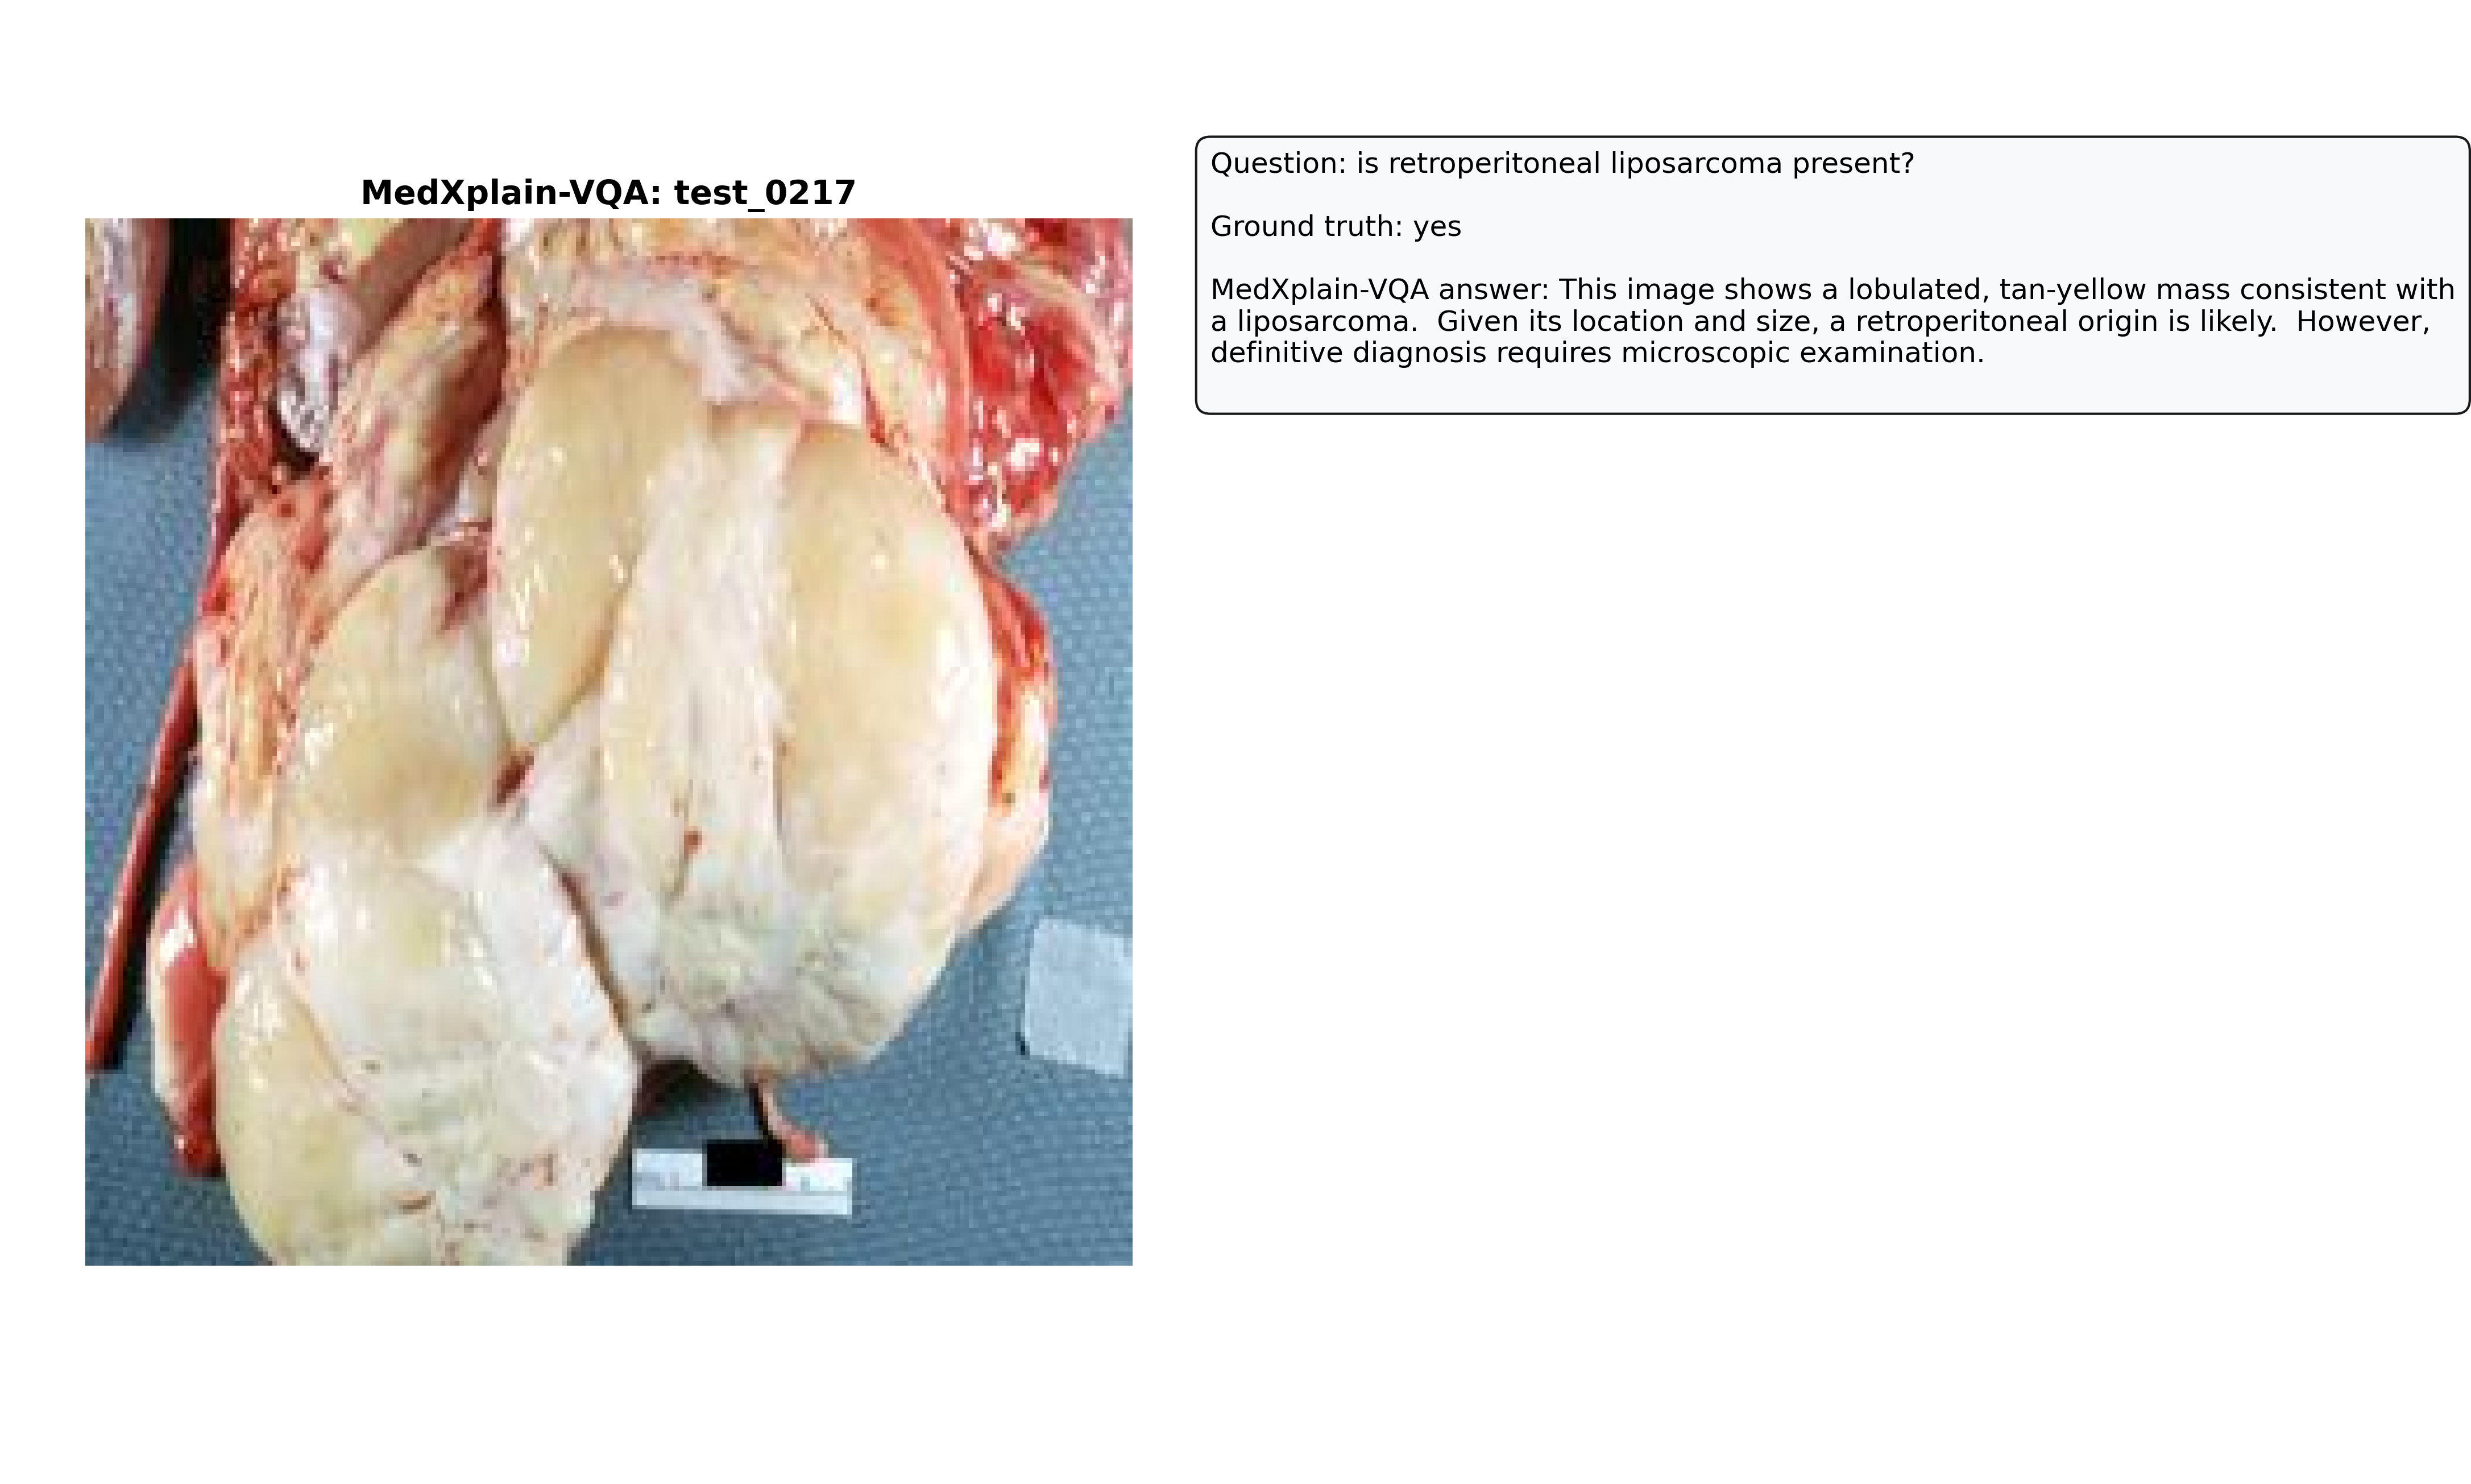 MedXplain-VQA: test_0217
Question: is retroperitoneal liposarcoma present?
Ground truth: yes
MedXplain-VQA answer: This image shows a lobulated, tan-yellow mass consistent with
a liposarcoma.  Given its location and size, a retroperitoneal origin is likely.  However,
definitive diagnosis requires microscopic examination.